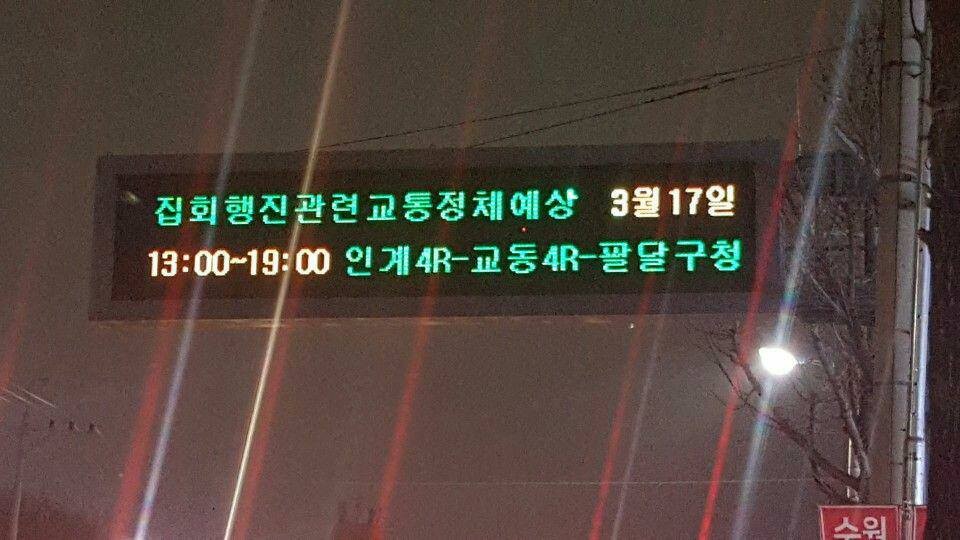 집회행진관련교통정체예상 3월17일
13:00~19:00 인계4R-교동4R-팔달구청
수원